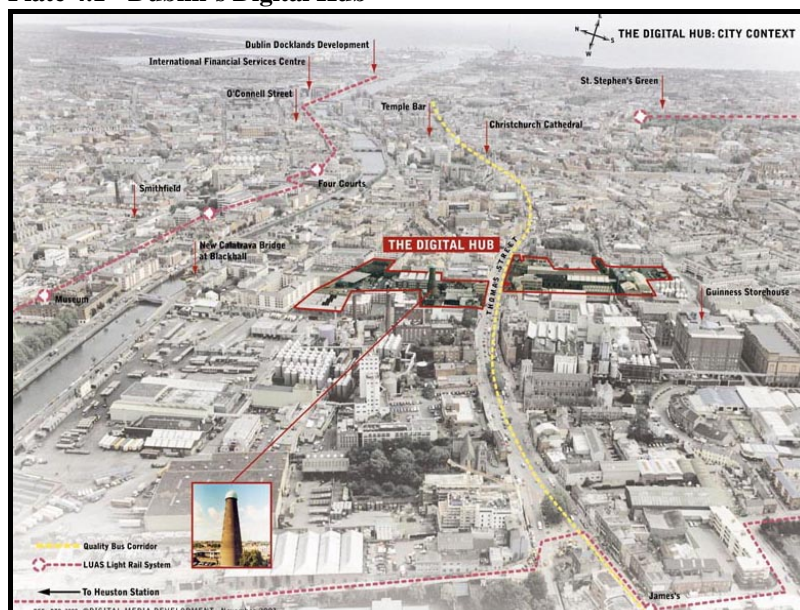 Plate 4.1 Dublin's Digital Hub
THE DIGITAL HUB: CITY CONTEXT
N
E
S
W
Dublin Docklands Development
International Financial Services Centre
O'Connell Street
Temple Bar
St. Stephen's Green
Christchurch Cathedral
Smithfield
Four Courts
New Calatrava Bridge
at Blackhall
THE DIGITAL HUB
THOMAS STREET
Museum
Guinness Storehouse
Quality Bus Corridor
LUAS Light Rail System
To Heuston Station
James's
DIGITAL MEDIA DEVELOPMENT